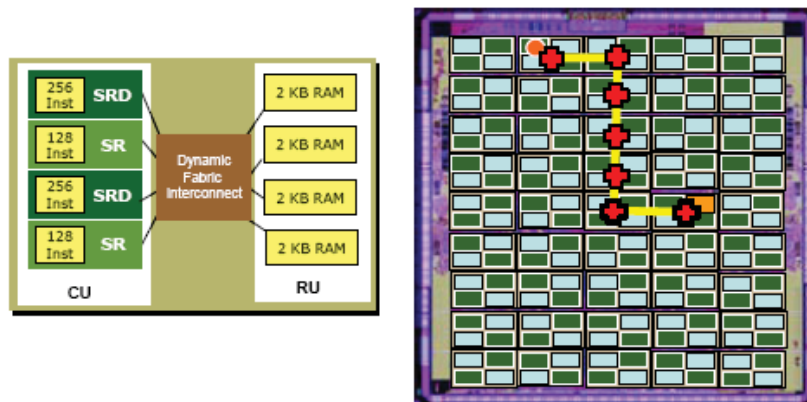 256
Inst
SRD
128
Inst
SR
256
Inst
SRD
128
Inst
SR
CU
Dynamic
Fabric
Interconnect
2 KB RAM
2 KB RAM
2 KB RAM
2 KB RAM
RU